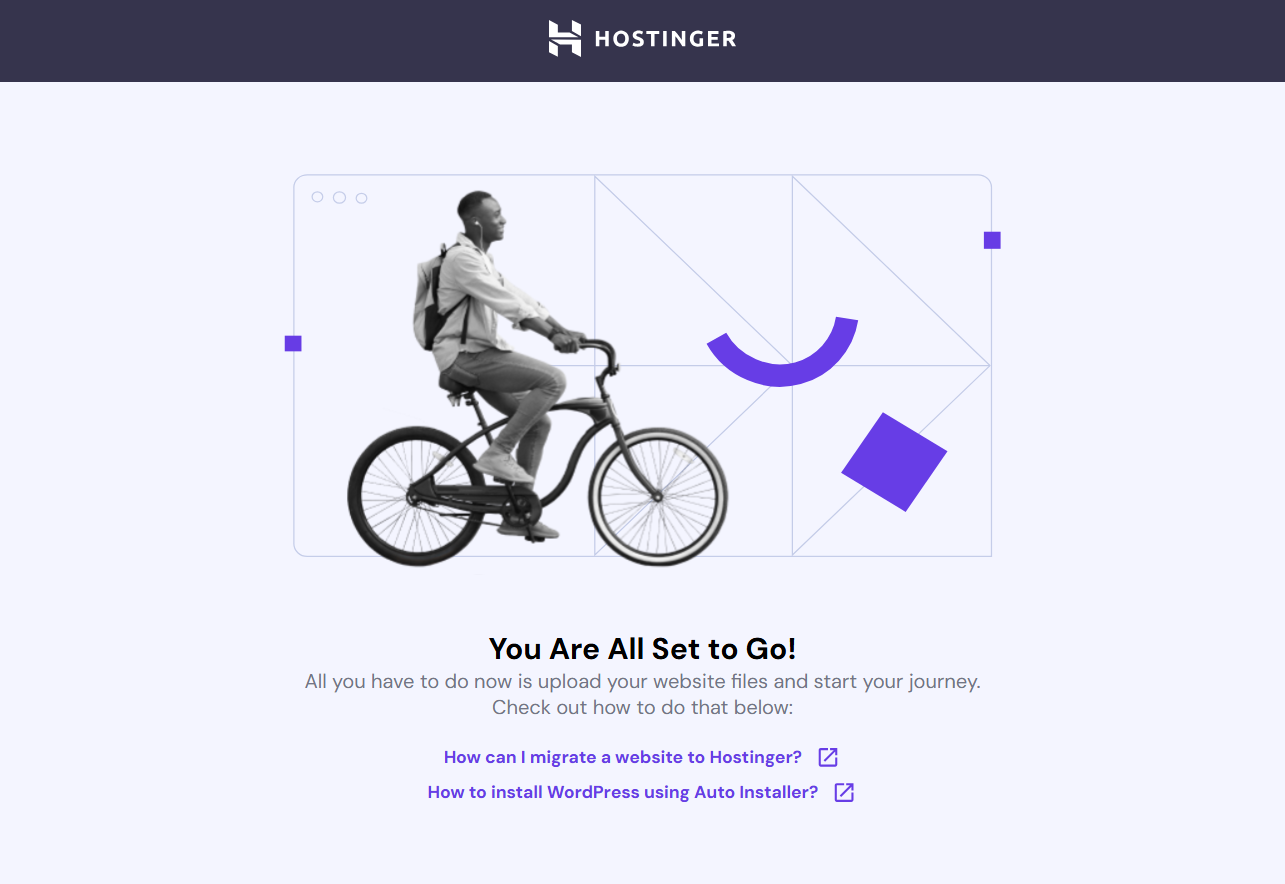 HOSTINGER
You Are All Set to Go!
All you have to do now is upload your website files and start your journey.
Check out how to do that below:
How can I migrate a website to Hostinger?
How to install WordPress using Auto Installer?